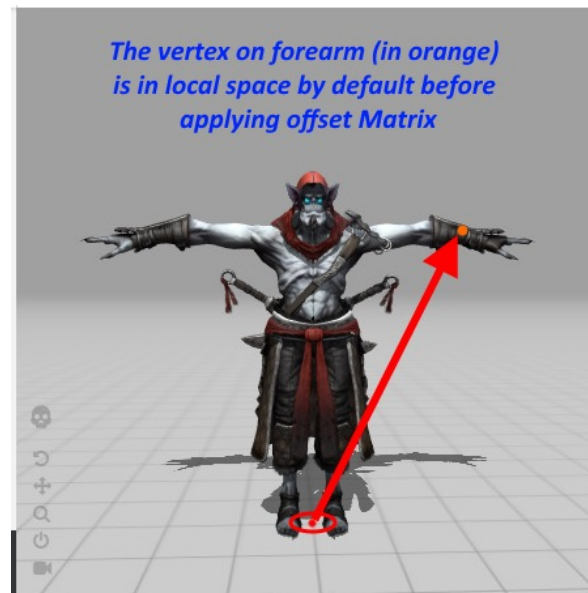 The vertex on forearm (in orange)
is in local space by default before
applying offset Matrix